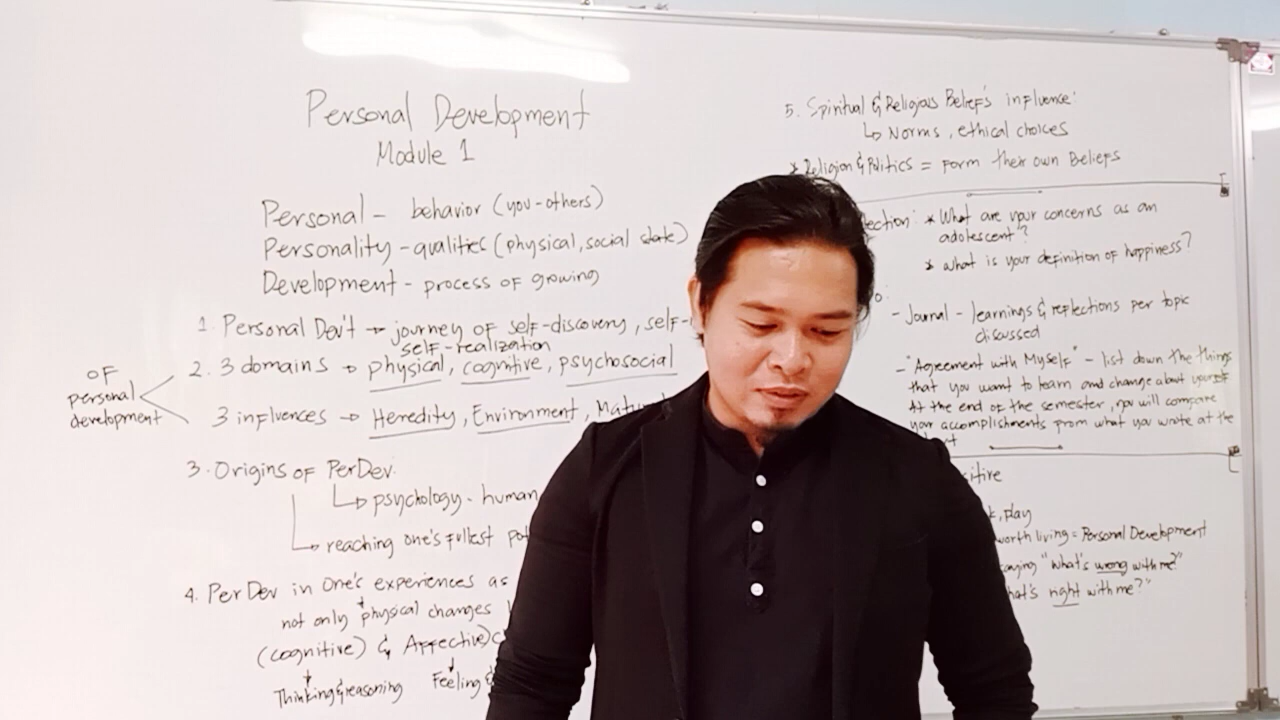 Personal Development
Module 1
Personal - behavior (you-others)
Personality - qualities (physical, social state)
Development - process of growing
1. Personal Dev't → journey of self-discovery, self-
self-realization
of personal development
2. 3 domains → physical, cognitive, psychosocial
3 influences → Heredity, Environment,
3. Origins of PerDev.
↳ psychology - human
↳ reaching one's fullest
4. PerDev in one's experiences as
not only physical changes
(cognitive) & Affective)
Thinking & reasoning Feeling
5. Spiritual & Religious Belief's influence:
↳ Norms, ethical choices
* Religion & Politics = form their own Beliefs
* What are your concerns as an
adolescent?
* what is your definition of happiness?
- Journal - learnings & reflections per topic
discussed
- "Agreement with Myself" - list down the things
that you want to learn and change about yourself
At the end of the semester, you will compare
your accomplishments from what you wrote at the
play
worth living = Personal Development
"what's wrong with me?"
right with me?"